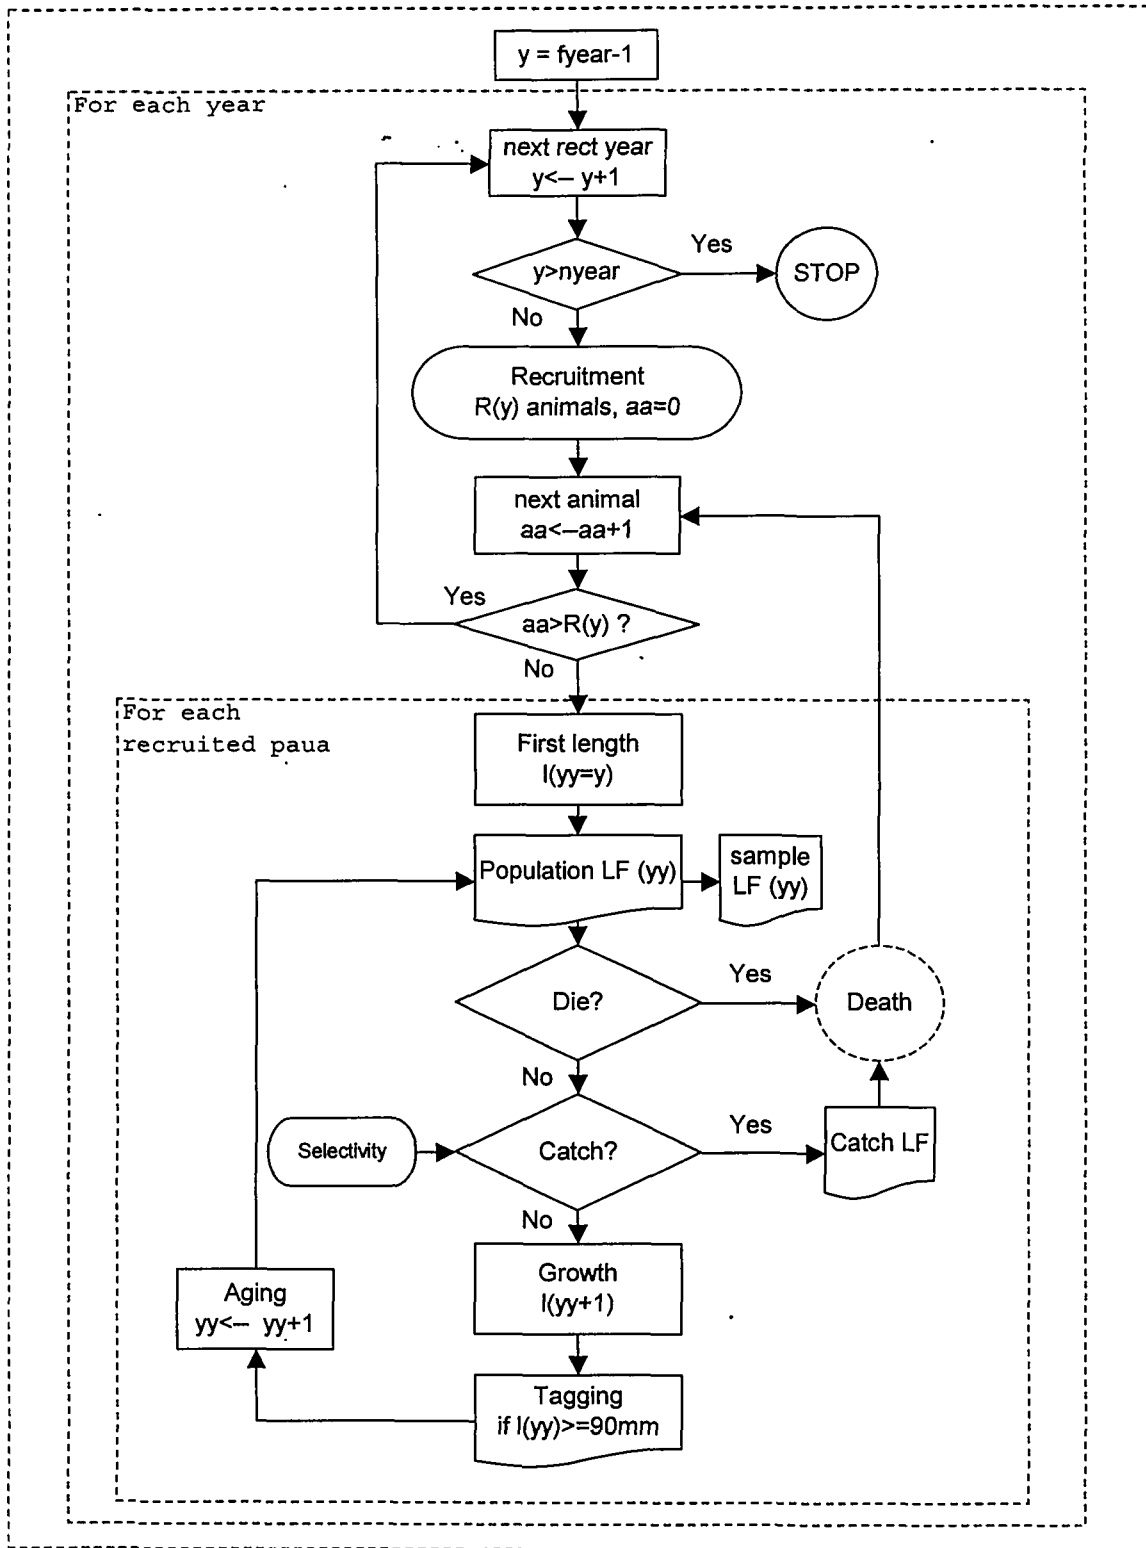 y = fyear-1
For each year
next rect year
y<– y+1
y>nyear
Yes
STOP
No
Recruitment
R(y) animals, aa=0
next animal
aa<–aa+1
Yes
aa>R(y) ?
No
For each
recruited paua
First length
l(yy=y)
Population LF (yy)
sample
LF (yy)
Die?
Yes
Death
No
Selectivity
Catch?
Yes
Catch LF
No
Growth
l(yy+1)
Aging
yy<– yy+1
Tagging
if l(yy)>=90mm